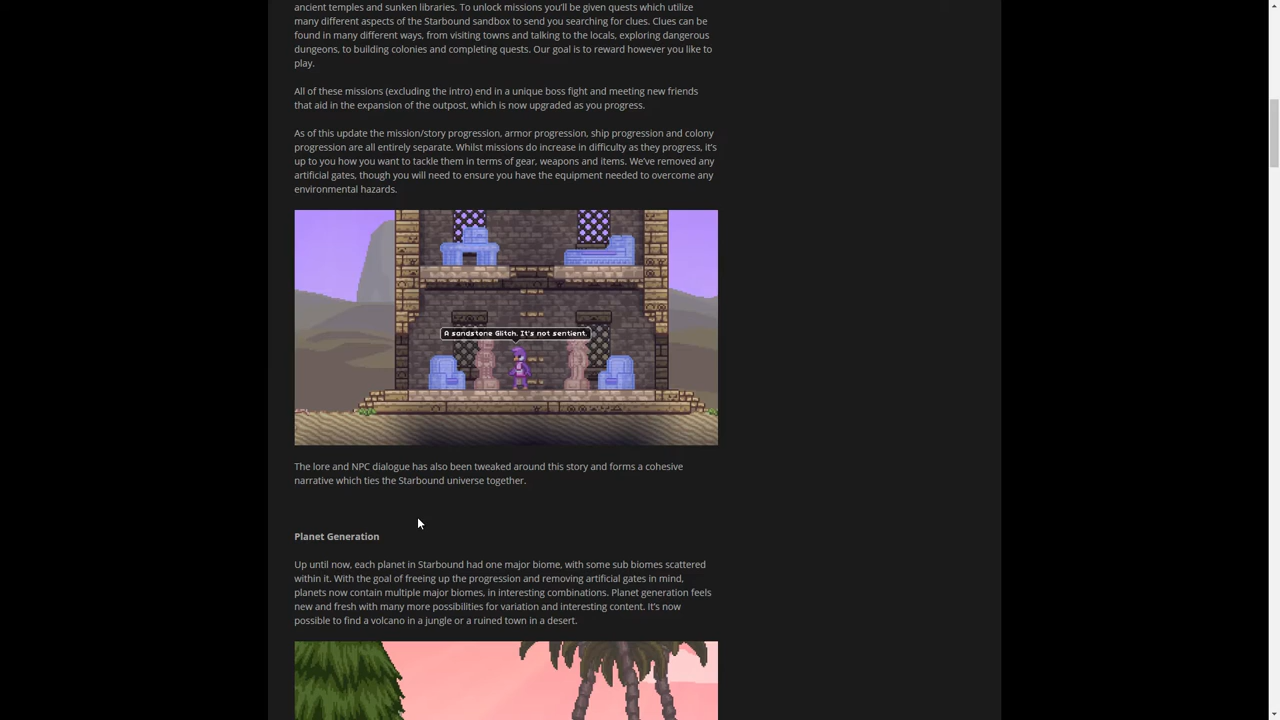 ancient temples and sunken libraries. To unlock missions you'll be given quests which utilize
many different aspects of the Starbound sandbox to send you searching for clues. Clues can be
found in many different ways, from visiting towns and talking to the locals, exploring dangerous
dungeons, to building colonies and completing quests. Our goal is to reward however you like to
play.
All of these missions (excluding the intro) end in a unique boss fight and meeting new friends
that aid in the expansion of the outpost, which is now upgraded as you progress.
As of this update the mission/story progression, armor progression, ship progression and colony
progression are all entirely separate. Whilst missions do increase in difficulty as they progress, it's
up to you how you want to tackle them in terms of gear, weapons and items. We've removed any
artificial gates, though you will need to ensure you have the equipment needed to overcome any
environmental hazards.
A sandstone Glitch. It's not sentient.
The lore and NPC dialogue has also been tweaked around this story and forms a cohesive
narrative which ties the Starbound universe together.
Planet Generation
Up until now, each planet in Starbound had one major biome, with some sub biomes scattered
within it. With the goal of freeing up the progression and removing artificial gates in mind,
planets now contain multiple major biomes, in interesting combinations. Planet generation feels
new and fresh with many more possibilities for variation and interesting content. It's now
possible to find a volcano in a jungle or a ruined town in a desert.